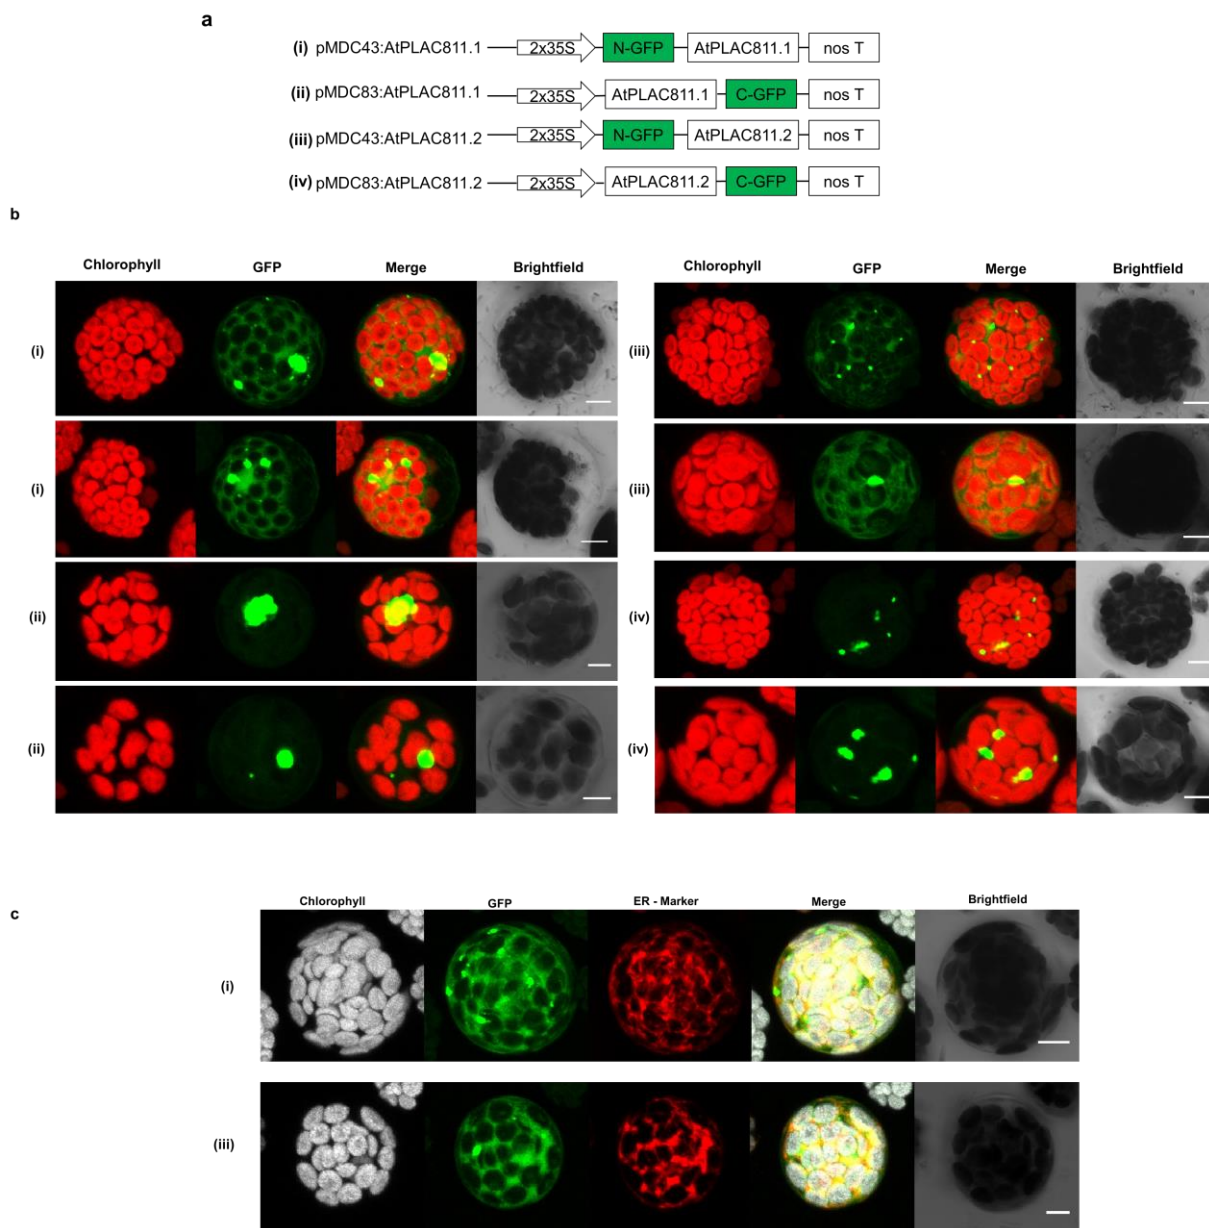 a
(i) pMDC43:AtPLAC811.1 2x35S N-GFP AtPLAC811.1 nos T
(ii) pMDC83:AtPLAC811.1 2x35S AtPLAC811.1 C-GFP nos T
(iii) pMDC43:AtPLAC811.2 2x35S N-GFP AtPLAC811.2 nos T
(iv) pMDC83:AtPLAC811.2 2x35S AtPLAC811.2 C-GFP nos T
b
Chlorophyll GFP Merge Brightfield
(i)
(i)
(ii)
(ii)
Chlorophyll GFP Merge Brightfield
(iii)
(iii)
(iv)
(iv)
c
Chlorophyll GFP ER - Marker Merge Brightfield
(i)
(iii)